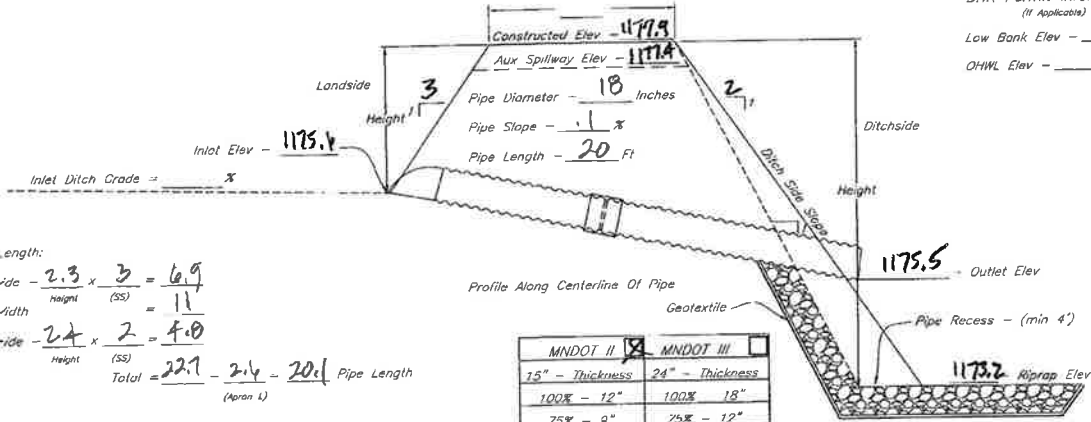 (If Applicable)
Low Bank Elev -
OHWL Elev -
Constructed Elev - 1177.9
Aux Spillway Elev - 1177.4
Landside
Height
3
1
Pipe Diameter - 18 Inches
Pipe Slope - .1 %
Pipe Length - 20 Ft
2
1
Ditchside
Height
Ditch Side Slope
Inlet Elev - 1175.6
Inlet Ditch Grade = %
1175.5 - Outlet Elev
Profile Along Centerline Of Pipe
Geotextile
Pipe Recess - (min 4')
1173.2 Riprap Elev
Length:
ide - 2.3 x 3 = 6.9
Height (SS)
Width = 11
ide - 2.4 x 2 = 4.8
Height (SS)
Total = 22.7 - 2.6 - 20.1 Pipe Length
(Apron L)
MNDOT II MNDOT III
15" - Thickness 24" - Thickness
100% - 12" 100% 18"
75% - 9" 75% - 12"